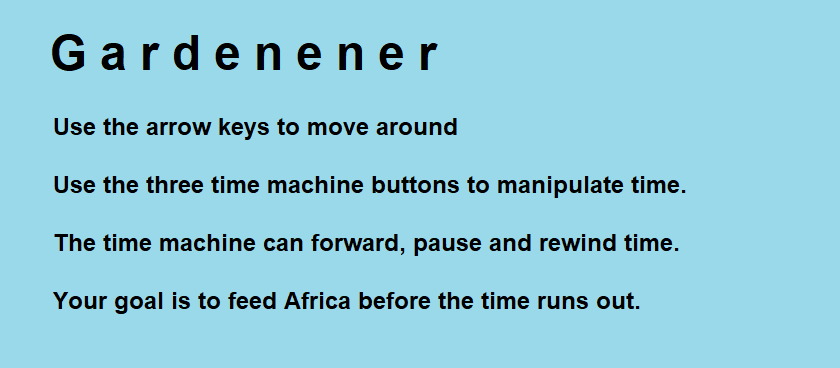 Gardenener
Use the arrow keys to move around
Use the three time machine buttons to manipulate time.
The time machine can forward, pause and rewind time.
Your goal is to feed Africa before the time runs out.